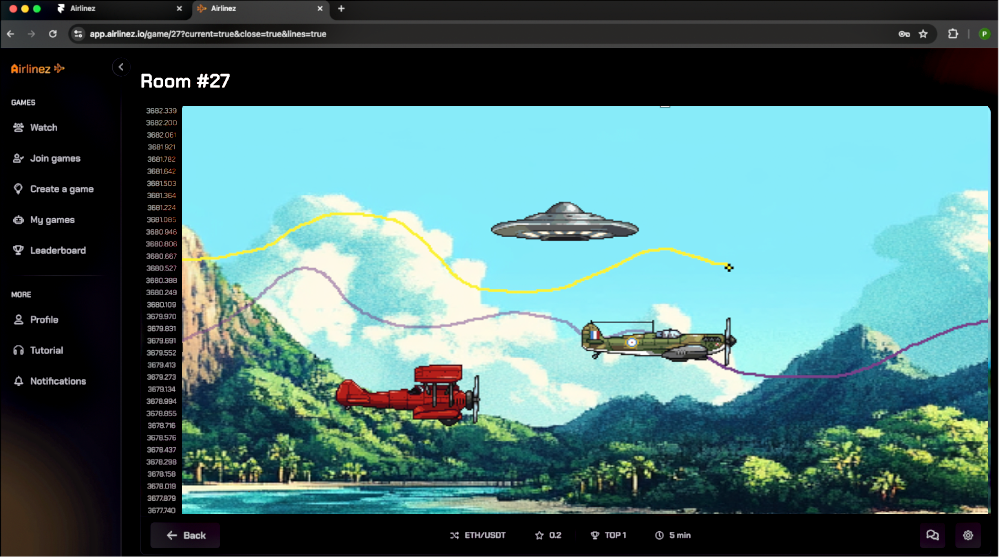 Airlinez
Airlinez
app.airlinez.io/game/27?current=true&close=true&lines=true
P
Airlinez
Room #27
GAMES
Watch
Join games
Create a game
My games
Leaderboard
MORE
Profile
Tutorial
Notifications
3682.339
3682.200
3682.061
3681.921
3681.782
3681.642
3681.503
3681.364
3681.224
3681.085
3680.946
3680.806
3680.667
3680.527
3680.388
3680.249
3680.109
3679.970
3679.831
3679.691
3679.552
3679.413
3679.273
3679.134
3678.994
3678.855
3678.716
3678.576
3678.437
3678.298
3678.158
3678.019
3677.879
3677.740
Back
ETH/USDT
0.2
TOP 1
5 min